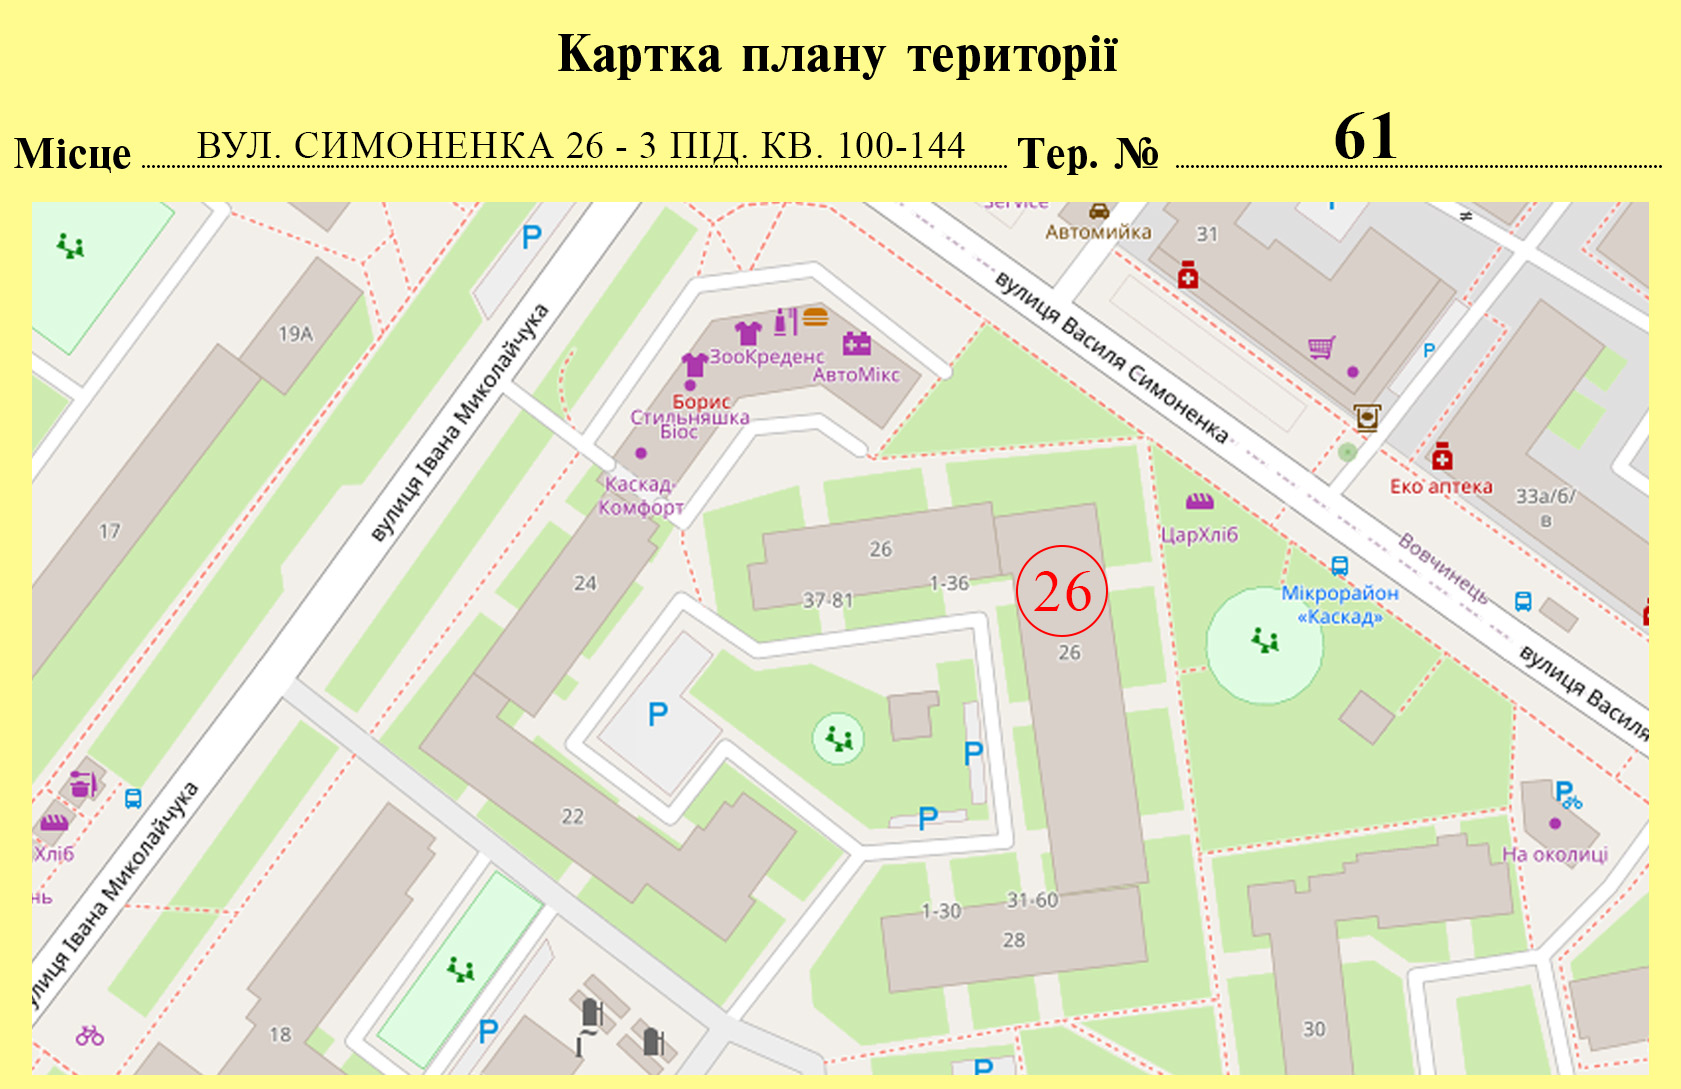 Картка плану території
Місце ВУЛ. СИМОНЕНКА 26 - 3 ПІД. КВ. 100-144 Тер. № 61
Service
Автомийка
31
P
P
19А
вулиця Івана Миколайчука
вулиця Василя Симоненка
ЗооКреденс
АвтоМікс
Борис
Стильняшка
Біос
P
Каскад-
Комфорт
Еко аптека
33а/б/
в
17
24
26
1-36
37-81
26
26
ЦарХліб
Вовчинець
Мікрорайон
«Каскад»
вулиця Василя
P
P
P
P
22
вулиця Івана Миколайчука
Хліб
нь
На околиці
1-30
31-60
28
18
P
30
P